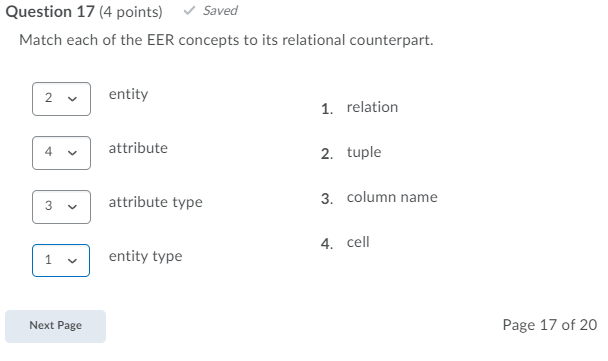 Question 17 (4 points) ✓ Saved
Match each of the EER concepts to its relational counterpart.
2 entity
4 attribute
3 attribute type
1 entity type
1. relation
2. tuple
3. column name
4. cell
Next Page
Page 17 of 20